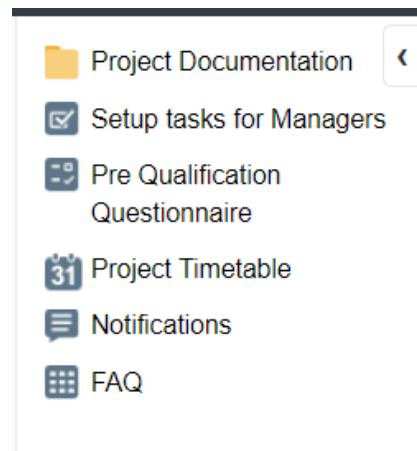 Project Documentation
Setup tasks for Managers
Pre Qualification
Questionnaire
31 Project Timetable
Notifications
FAQ